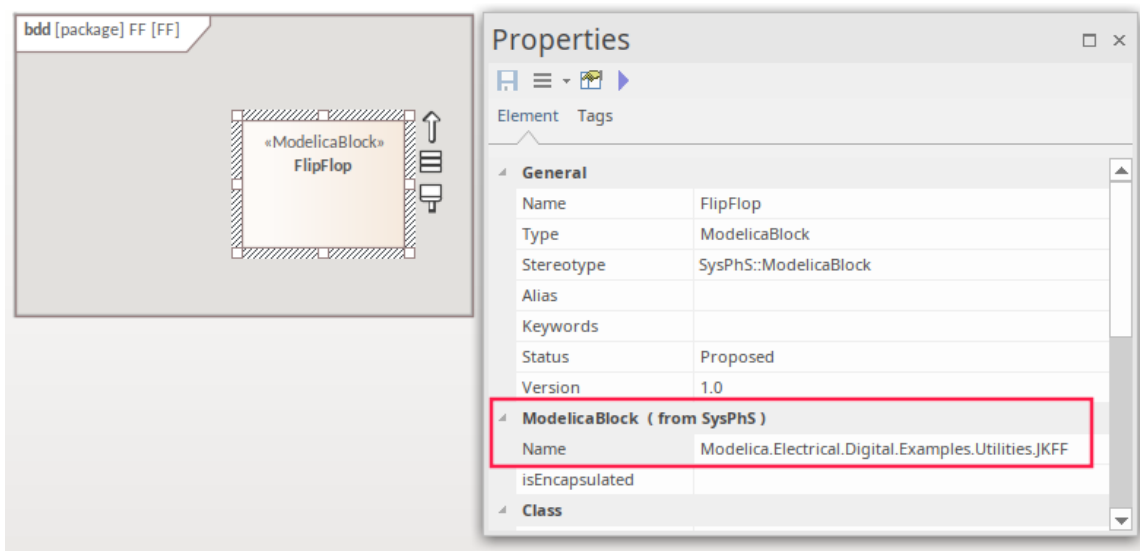 bdd [package] FF [FF]
«ModelicaBlock»
FlipFlop
Properties
Element Tags
General
Name FlipFlop
Type ModelicaBlock
Stereotype SysPhS::ModelicaBlock
Alias
Keywords
Status Proposed
Version 1.0
ModelicaBlock ( from SysPhS )
Name Modelica.Electrical.Digital.Examples.Utilities.JKFF
isEncapsulated
Class